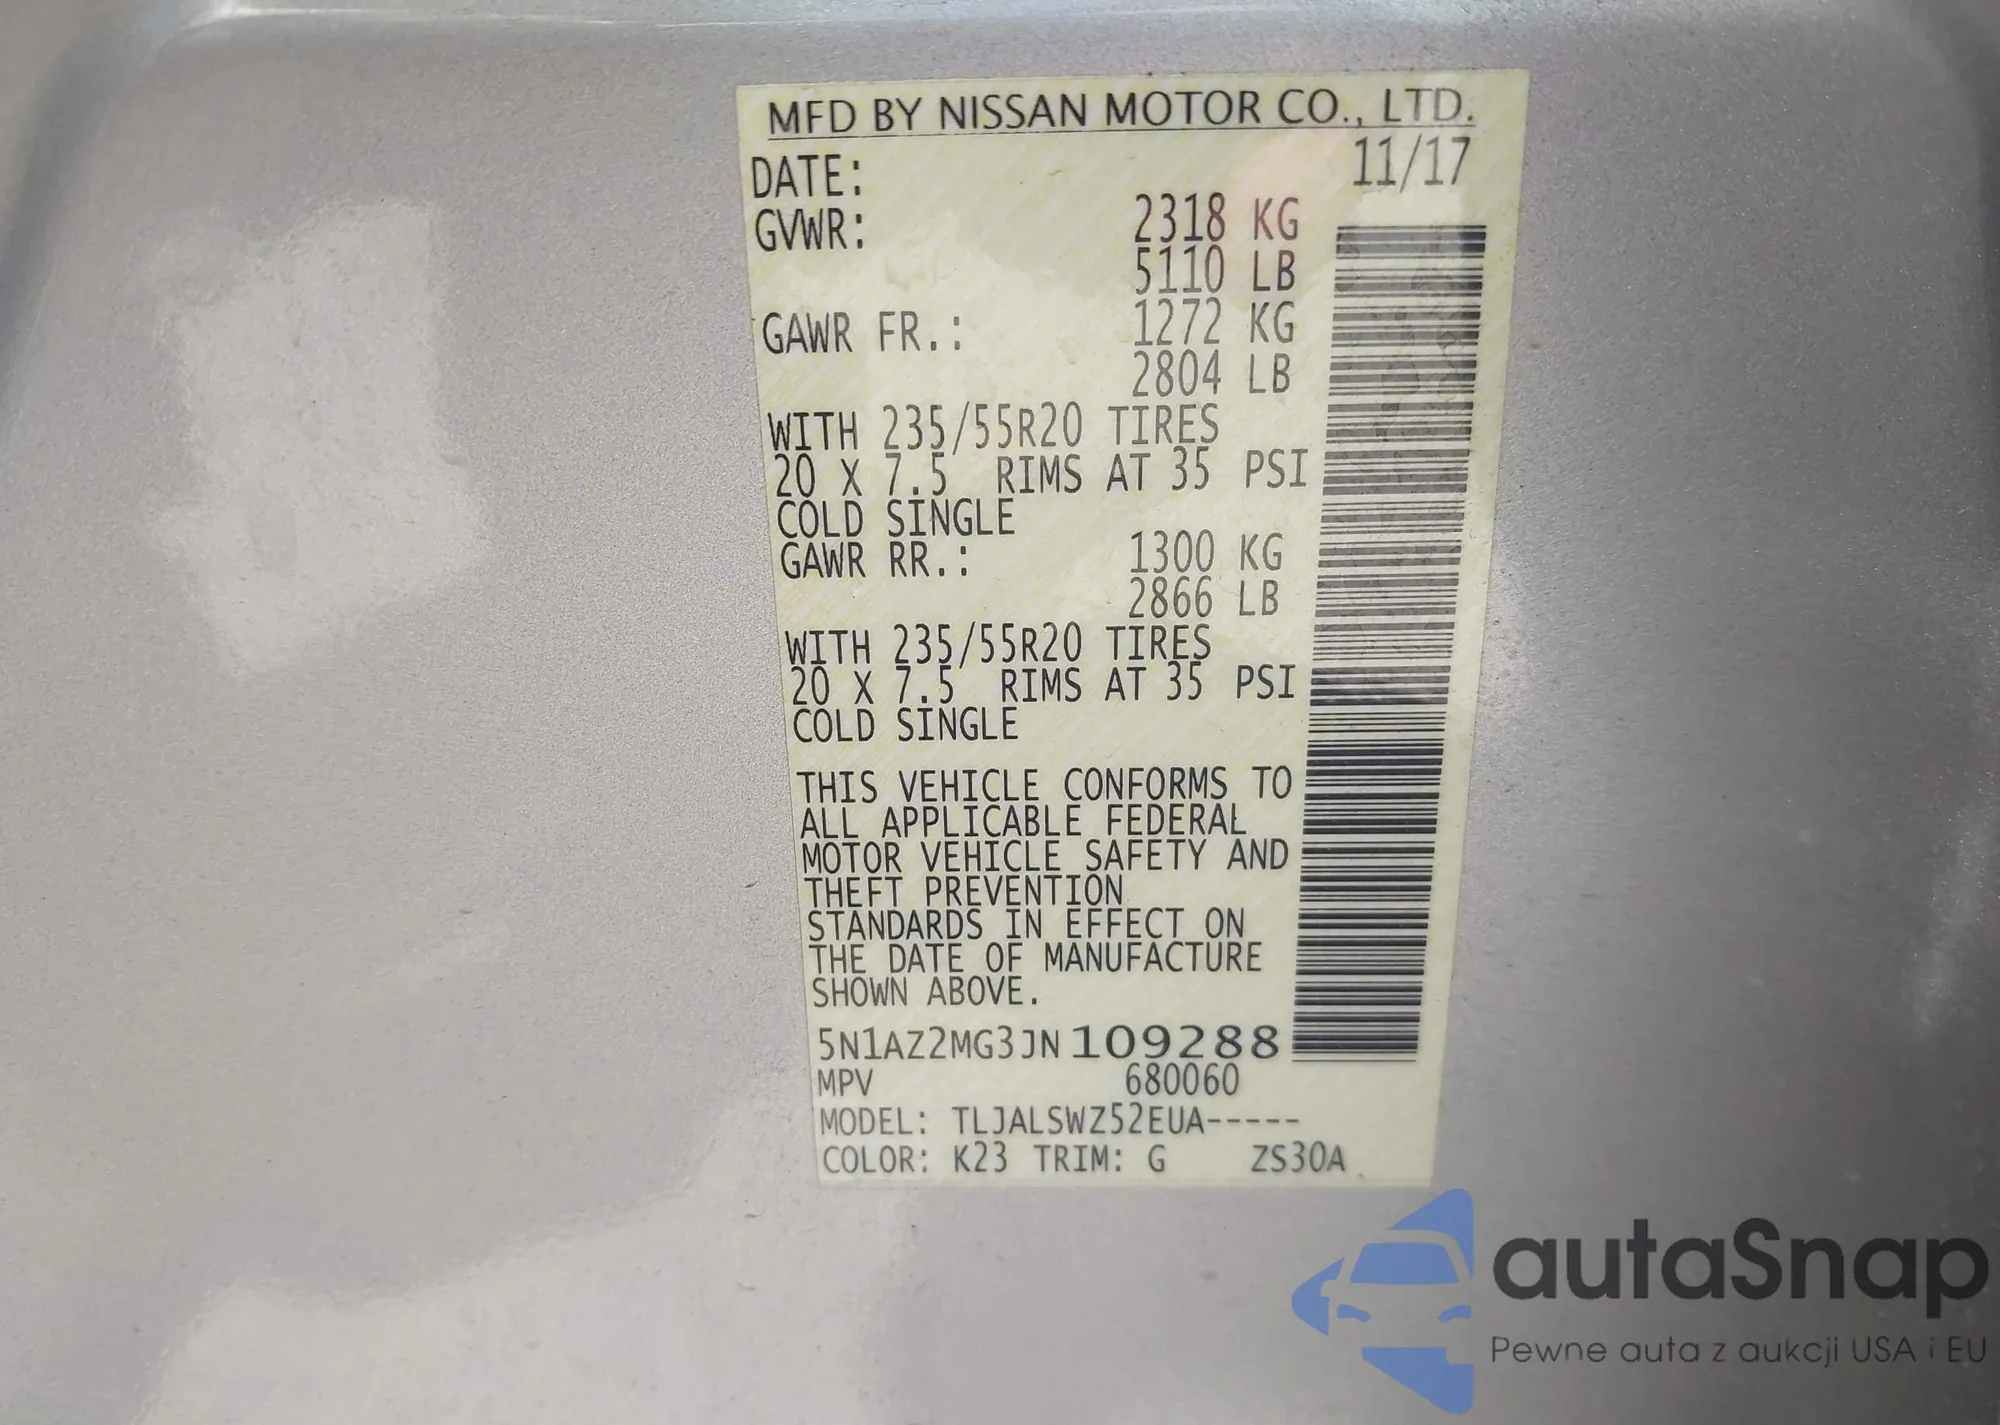 MFD BY NISSAN MOTOR CO., LTD.
DATE: 11/17
GVWR: 2318 KG
5110 LB
GAWR FR.: 1272 KG
2804 LB
WITH 235/55R20 TIRES
20 X 7.5 RIMS AT 35 PSI
COLD SINGLE
GAWR RR.: 1300 KG
2866 LB
WITH 235/55R20 TIRES
20 X 7.5 RIMS AT 35 PSI
COLD SINGLE
THIS VEHICLE CONFORMS TO
ALL APPLICABLE FEDERAL
MOTOR VEHICLE SAFETY AND
THEFT PREVENTION
STANDARDS IN EFFECT ON
THE DATE OF MANUFACTURE
SHOWN ABOVE.
5N1AZ2MG3JN109288
MPV 680060
MODEL: TLJALSWZ52EUA-----
COLOR: K23 TRIM: G ZS30A
autaSnap
Pewne auta z aukcji USA i EU